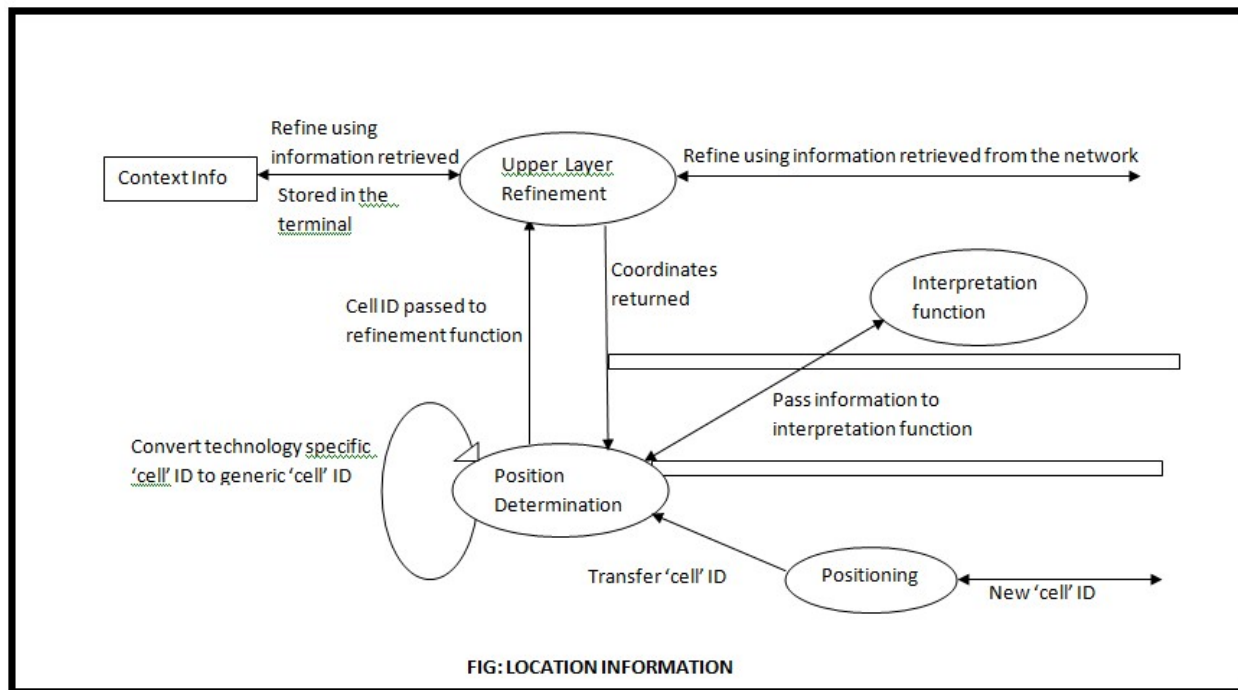 Refine using
information retrieved
Context Info
Stored in the
terminal
Upper Layer
Refinement
Refine using information retrieved from the network
Coordinates
returned
Interpretation
function
Cell ID passed to
refinement function
Pass information to
interpretation function
Convert technology specific
‘cell’ ID to generic ‘cell’ ID
Position
Determination
Transfer ‘cell’ ID
Positioning
New ‘cell’ ID
FIG: LOCATION INFORMATION